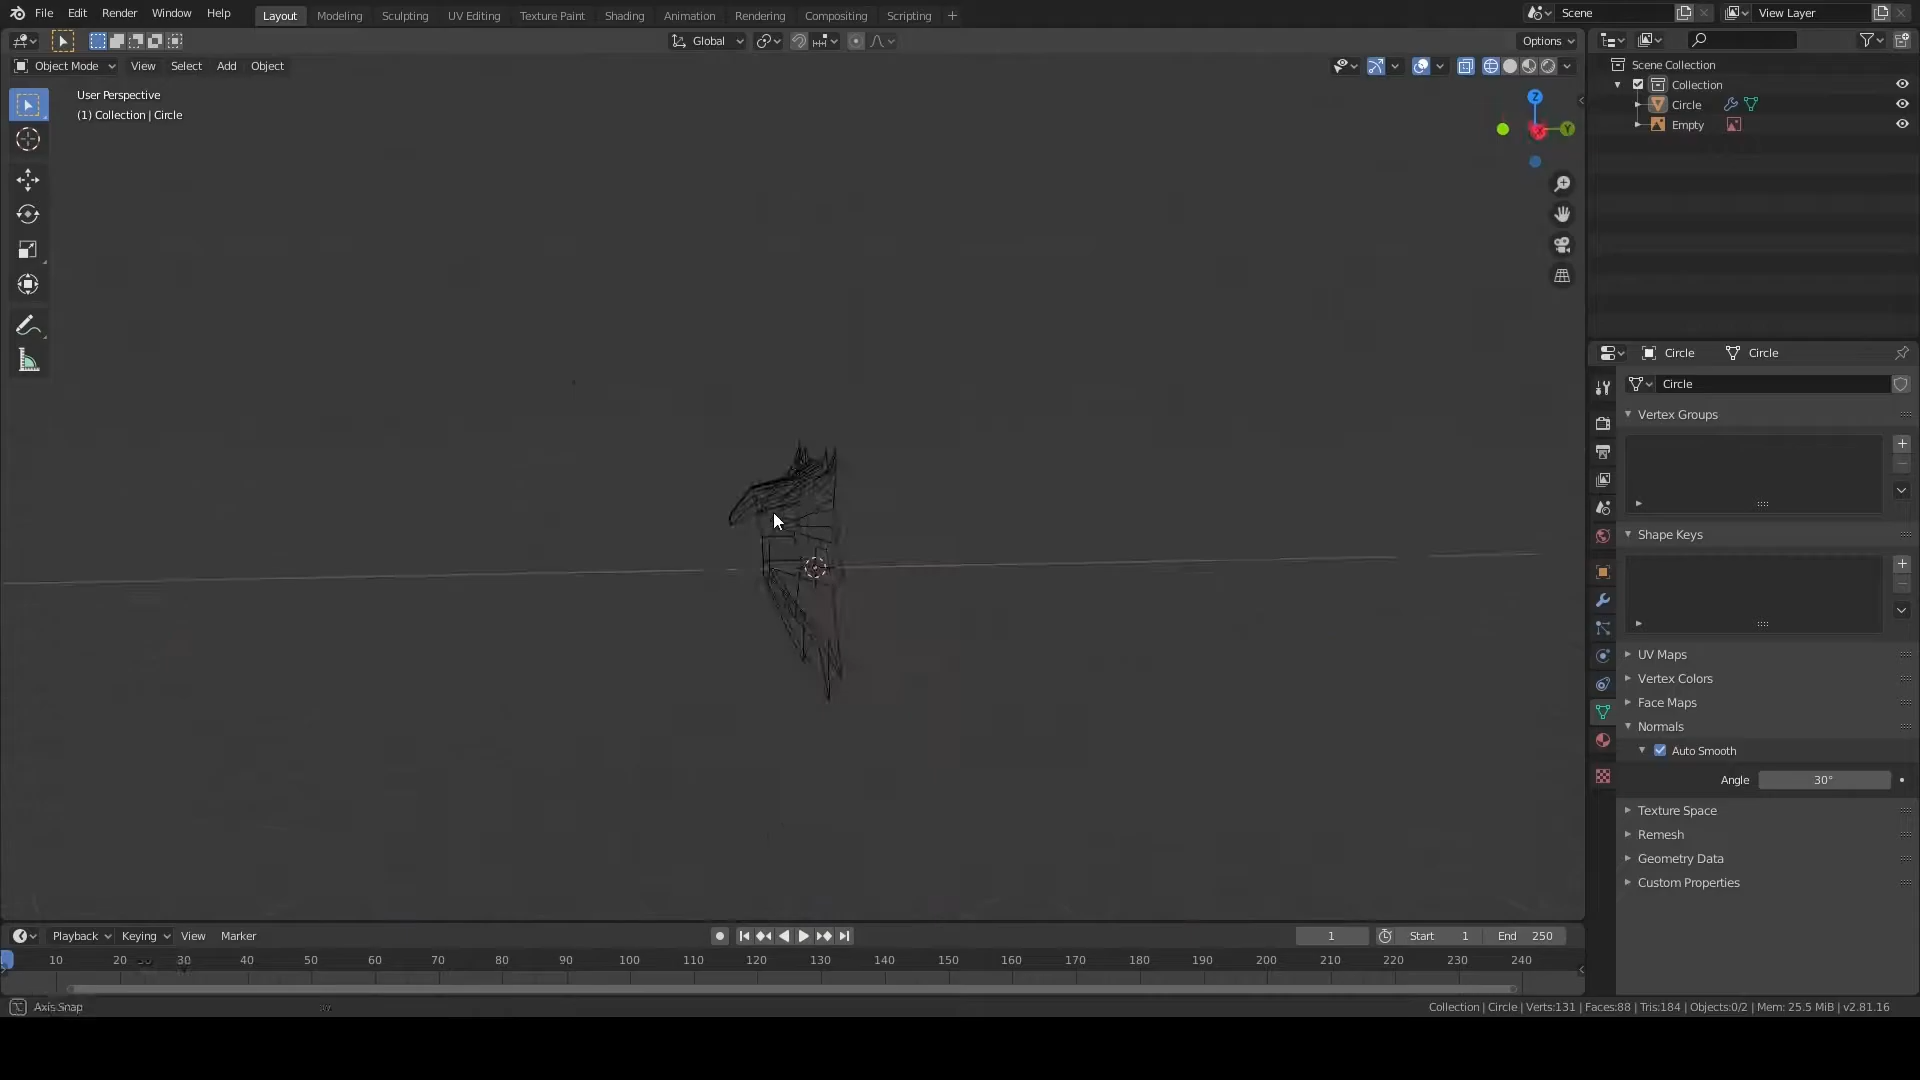 File Edit Render Window Help
Layout Modeling Sculpting UV Editing Texture Paint Shading Animation Rendering Compositing Scripting +
Scene View Layer
Global Options
Object Mode View Select Add Object
User Perspective
(1) Collection | Circle
Z
Y
Scene Collection
Collection
Circle
Empty
Circle Circle
Circle
Vertex Groups
Shape Keys
UV Maps
Vertex Colors
Face Maps
Normals
Auto Smooth
Angle 30°
Texture Space
Remesh
Geometry Data
Custom Properties
Playback Keying View Marker
1 Start 1 End 250
10 20 30 40 50 60 70 80 90 100 110 120 130 140 150 160 170 180 190 200 210 220 230 240
Axis Snap
Collection | Circle | Verts:131 | Faces:88 | Tris:184 | Objects:0/2 | Mem: 25.5 MiB | v2.81.16